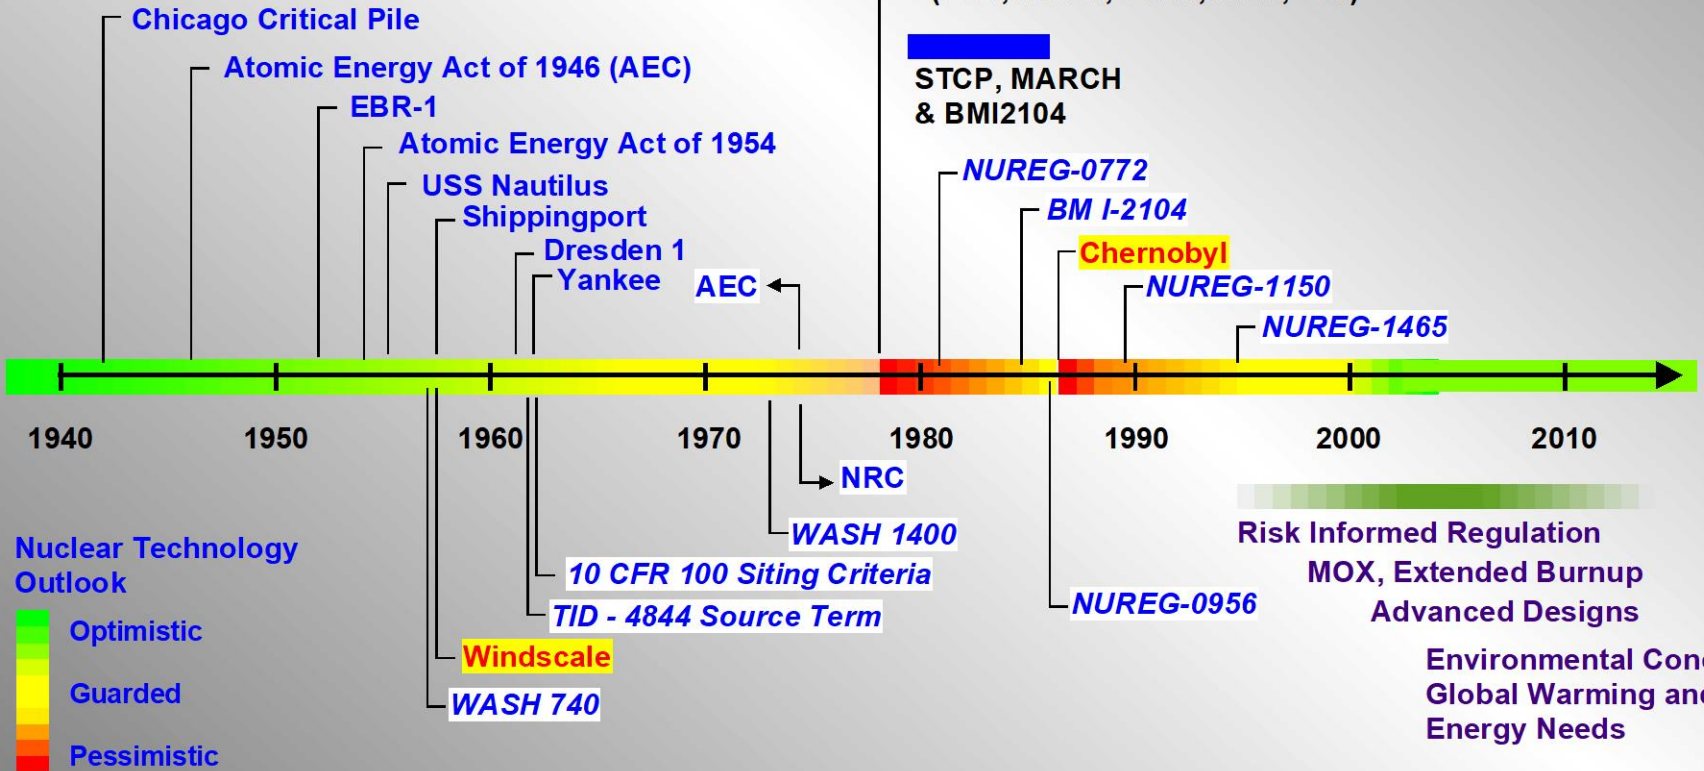 Chicago Critical Pile
Atomic Energy Act of 1946 (AEC)
EBR-1
Atomic Energy Act of 1954
USS Nautilus
Shippingport
Dresden 1
Yankee
AEC
STCP, MARCH
& BMI2104
NUREG-0772
BM I-2104
Chernobyl
NUREG-1150
NUREG-1465
1940
1950
1960
1970
1980
1990
2000
2010
NRC
WASH 1400
10 CFR 100 Siting Criteria
TID - 4844 Source Term
Windscale
WASH 740
NUREG-0956
Nuclear Technology
Outlook
Optimistic
Guarded
Pessimistic
Risk Informed Regulation
MOX, Extended Burnup
Advanced Designs
Environmental
Global Warming
Energy Needs